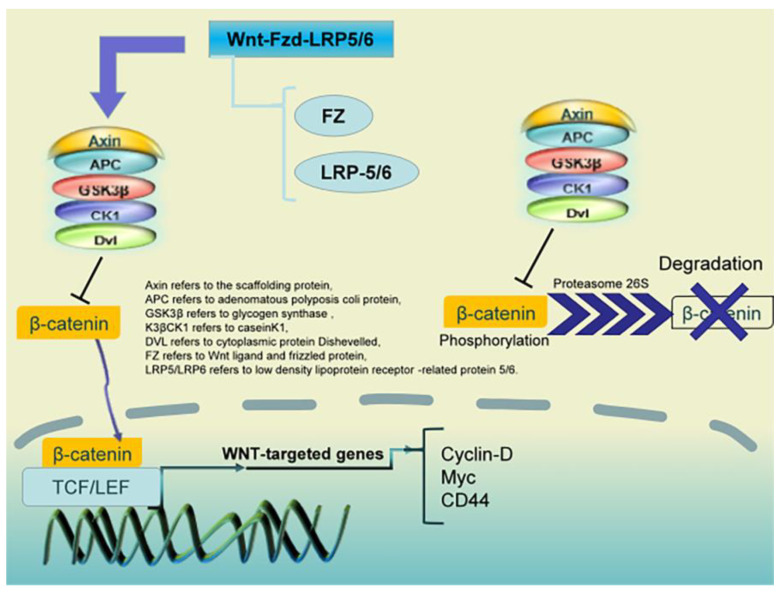 Wnt-Fzd-LRP5/6
FZ
LRP-5/6
Axin
APC
GSK3β
CK1
Dvl
β-catenin
Axin
APC
GSK3β
CK1
Dvl
β-catenin
Phosphorylation
Proteasome 26S
Degradation
β-catenin
Axin refers to the scaffolding protein,
APC refers to adenomatous polyposis coli protein,
GSK3β refers to glycogen synthase ,
K3βCK1 refers to caseinK1,
DVL refers to cytoplasmic protein Dishevelled,
FZ refers to Wnt ligand and frizzled protein,
LRP5/LRP6 refers to low density lipoprotein receptor -related protein 5/6.
β-catenin
TCF/LEF
WNT-targeted genes
Cyclin-D
Myc
CD44